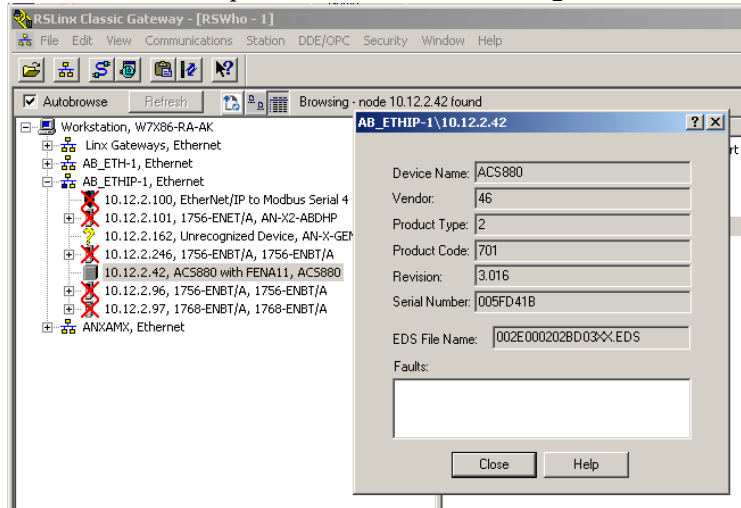 RSLinx Classic Gateway - [RSWho - 1]
File Edit View Communications Station DDE/OPC Security Window Help
Autobrowse Refresh Browsing - node 10.12.2.42 found
Workstation, W7X86-RA-AK
Linx Gateways, Ethernet
AB_ETH-1, Ethernet
AB_ETHIP-1, Ethernet
10.12.2.100, EtherNet/IP to Modbus Serial 4
10.12.2.101, 1756-ENET/A, AN-X2-ABDHP
10.12.2.162, Unrecognized Device, AN-X-GEN
10.12.2.246, 1756-ENBT/A, 1756-ENBT/A
10.12.2.42, ACS880 with FENA11, ACS880
10.12.2.96, 1756-ENBT/A, 1756-ENBT/A
10.12.2.97, 1768-ENBT/A, 1768-ENBT/A
ANXAMX, Ethernet
AB_ETHIP-1\10.12.2.42
Device Name: ACS880
Vendor: 46
Product Type: 2
Product Code: 701
Revision: 3.016
Serial Number: 005FD41B
EDS File Name: 002E000202BD03XX.EDS
Faults:
Close Help